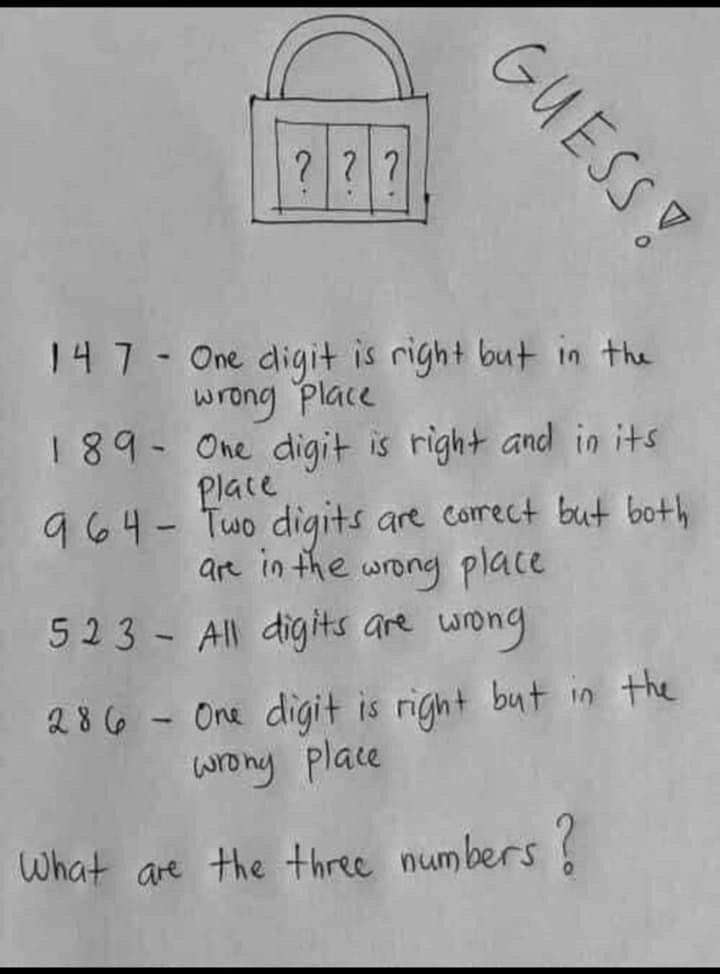 GUESS!
? ? ?
147 - One digit is right but in the
wrong place
189 - One digit is right and in its
place
964 - Two digits are correct but both
are in the wrong place
523 - All digits are wrong
286 - One digit is right but in the
wrong place
What are the three numbers?